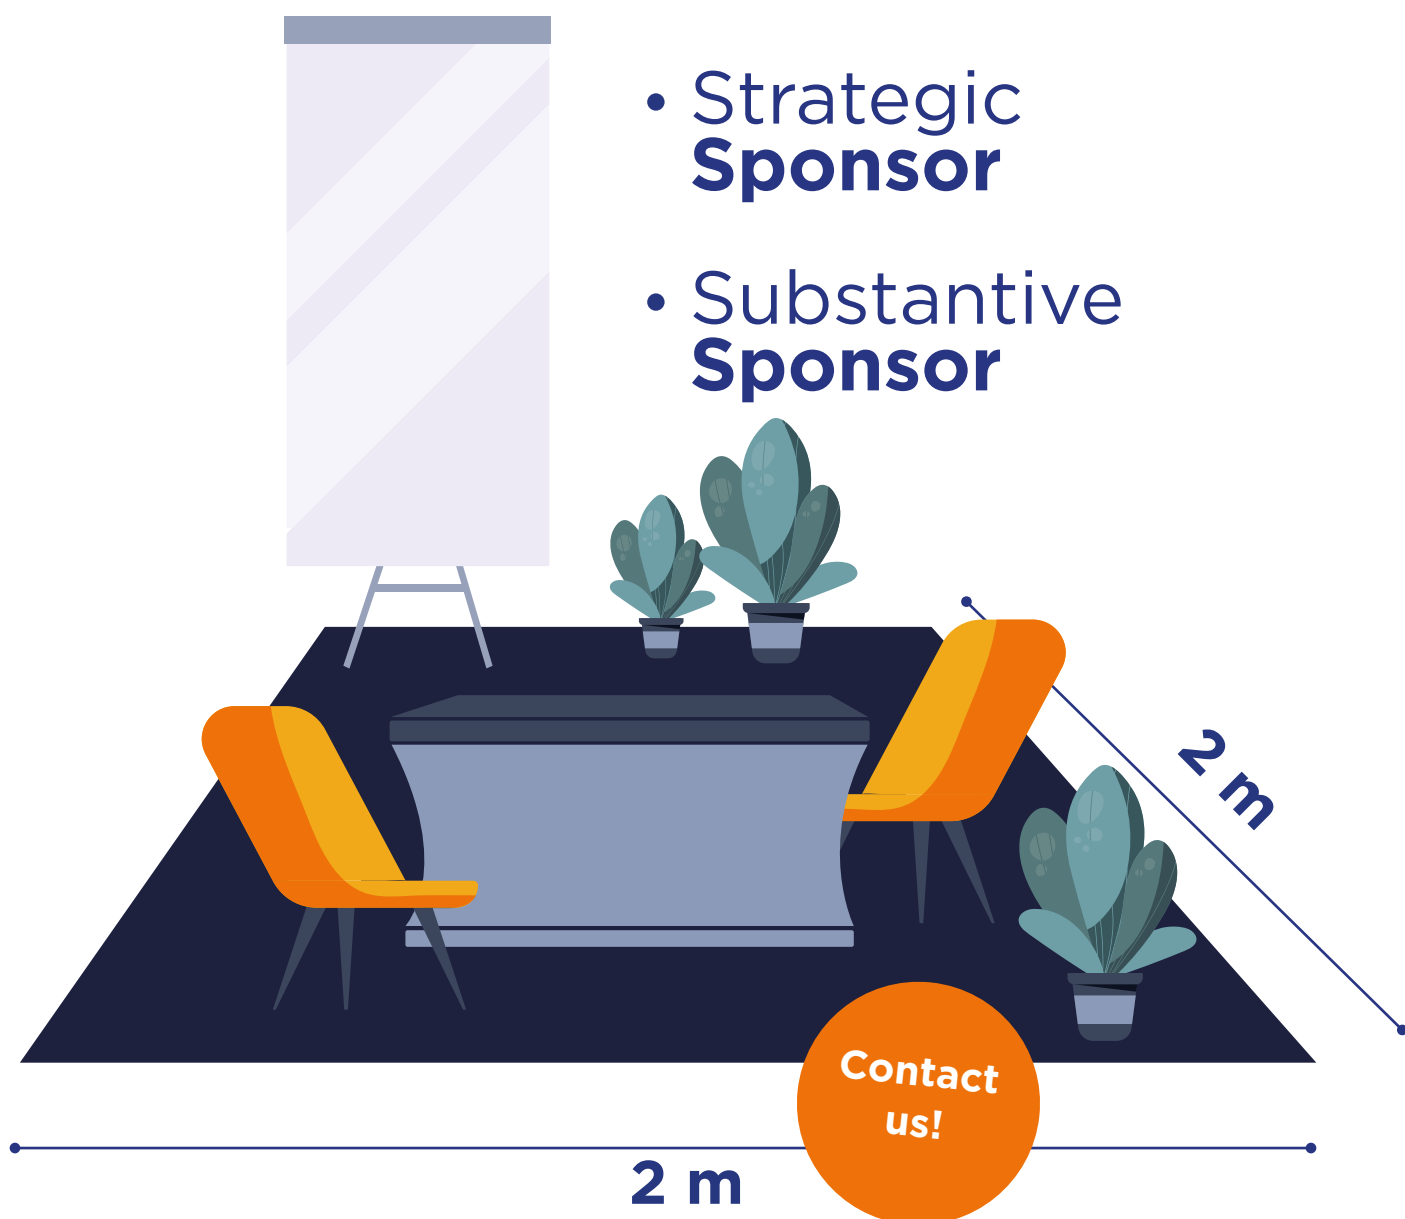 • Strategic
Sponsor
• Substantive
Sponsor
2 m
Contact
us!
2 m